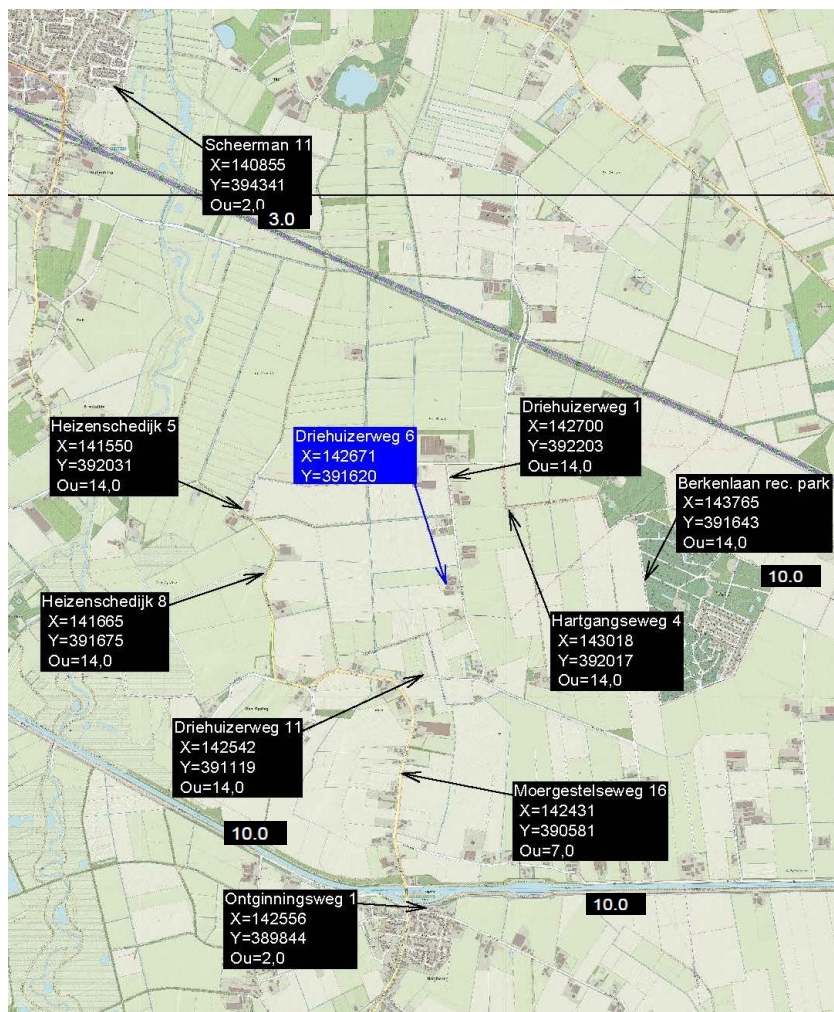 Scheerman 11
X=140855
Y=394341
Ou=2,0
3.0
Heizenschedijk 5
X=141550
Y=392031
Ou=14,0
Driehuizerweg 6
X=142671
Y=391620
Driehuizerweg 1
X=142700
Y=392203
Ou=14,0
Berkenlaan rec. park
X=143765
Y=391643
Ou=14,0
10.0
Heizenschedijk 8
X=141665
Y=391675
Ou=14,0
Hartgangseweg 4
X=143018
Y=392017
Ou=14,0
Driehuizerweg 11
X=142542
Y=391119
Ou=14,0
Moergestelseweg 16
X=142431
Y=390581
Ou=7,0
10.0
Ontginningsweg 1
X=142556
Y=389844
Ou=2,0
10.0